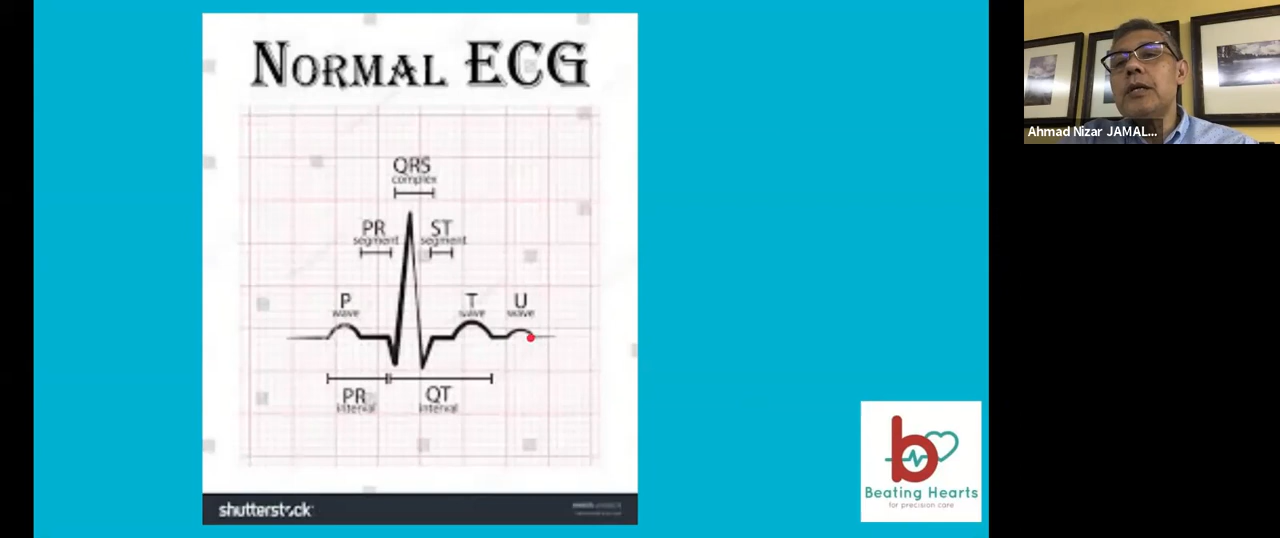 NORMAL ECG
QRS
complex
PR
segment
ST
segment
P
wave
T
wave
U
wave
PR
interval
QT
interval
shutterstock
b
Beating Hearts
for precision care
Ahmad Nizar JAMAL...